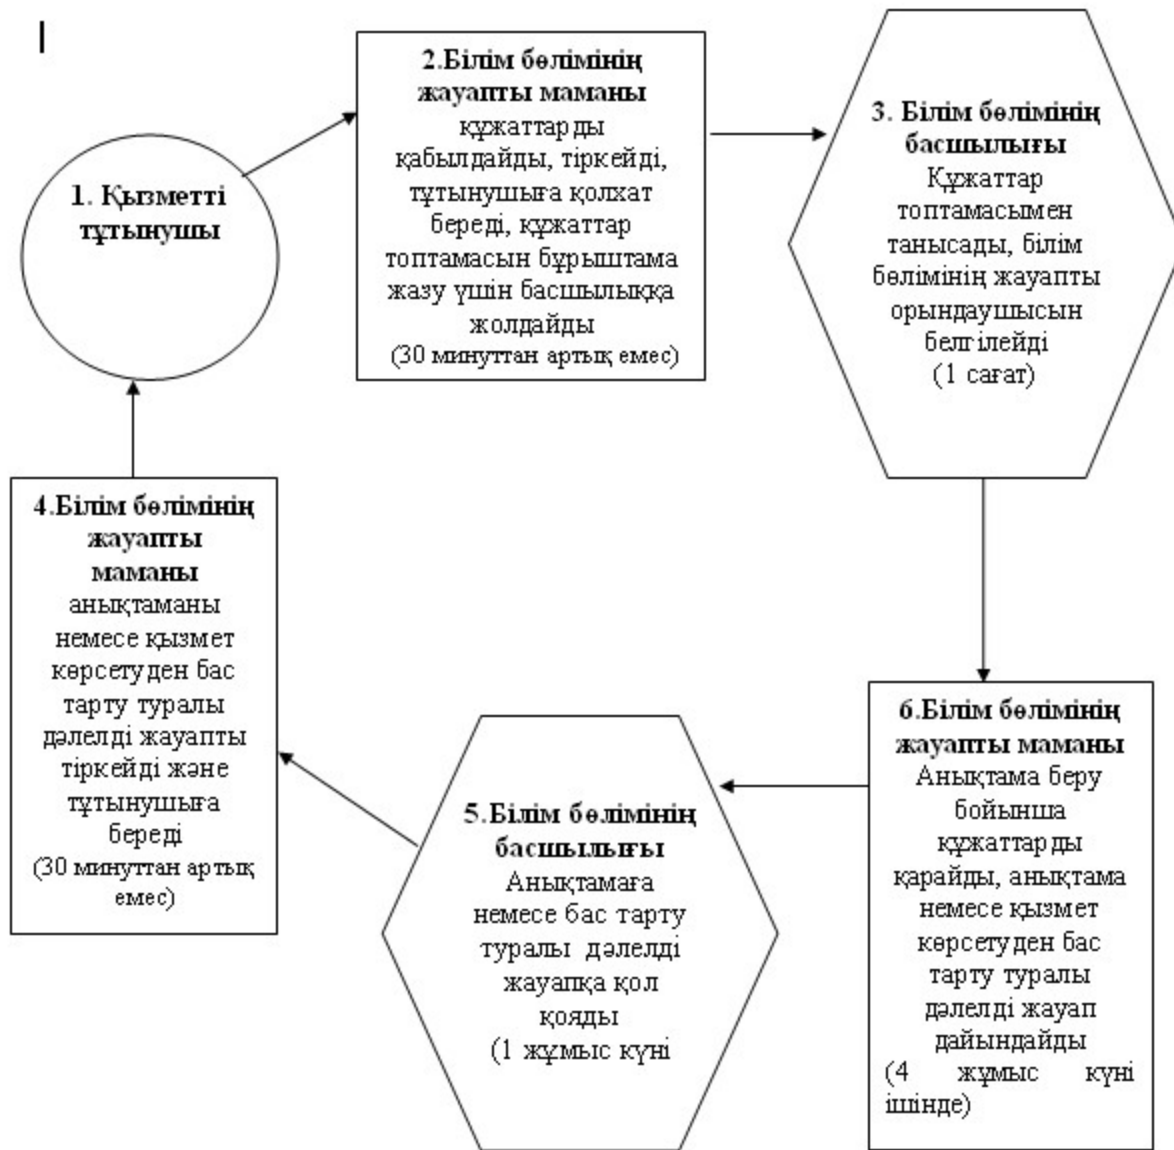 1. Қызметті
тұтынушы
2.Білім бөлімінің
жауапты маманы
құжаттарды
қабылдайды, тіркейді,
тұтынушыға қолхат
береді, құжаттар
топтамасын бұрыштама
жазу үшін басшылыққа
жолдайды
(30 минуттан артық емес)
3. Білім бөлімінің
басшылығы
Құжаттар
топтамасымен
танысады, білім
бөлімінің жауапты
орындаушысын
белгілейді
(1 сағат)
4.Білім бөлімінің
жауапты
маманы
анықтаманы
немесе қызмет
көрсетуден бас
тарту туралы
дәлелді жауапты
тіркейді және
тұтынушыға
береді
(30 минуттан артық
емес)
5.Білім бөлімінің
басшылығы
Анықтамаға
немесе бас тарту
туралы дәлелді
жауапқа қол
қояды
(1 жұмыс күні
6.Білім бөлімінің
жауапты маманы
Анықтама беру
бойынша
құжаттарды
қарайды, анықтама
немесе қызмет
көрсетуден бас
тарту туралы
дәлелді жауап
дайындайды
(4 жұмыс күні
ішінде)